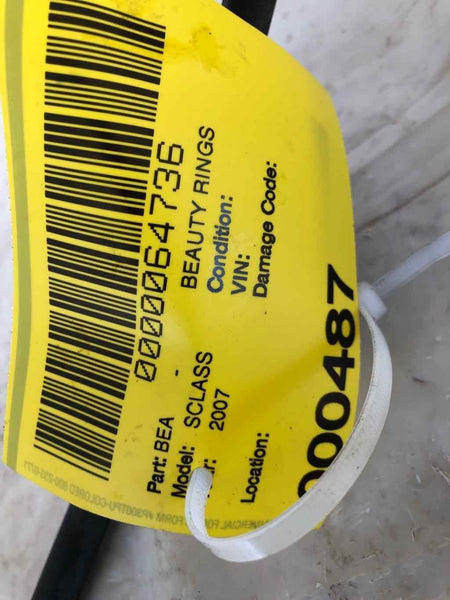 0000064736
Part: BEA - BEAUTY RINGS
Model: SCLASS Condition:
2007 VIN:
Damage Code:
Location:
000487